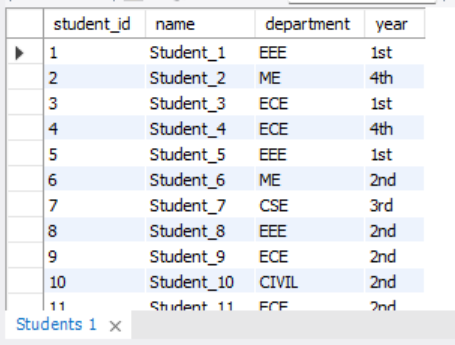 student_id name department year
1 Student_1 EEE 1st
2 Student_2 ME 4th
3 Student_3 ECE 1st
4 Student_4 ECE 4th
5 Student_5 EEE 1st
6 Student_6 ME 2nd
7 Student_7 CSE 3rd
8 Student_8 EEE 2nd
9 Student_9 ECE 2nd
10 Student_10 CIVIL 2nd
11 Student_11 ECE 2nd
Students 1 ×